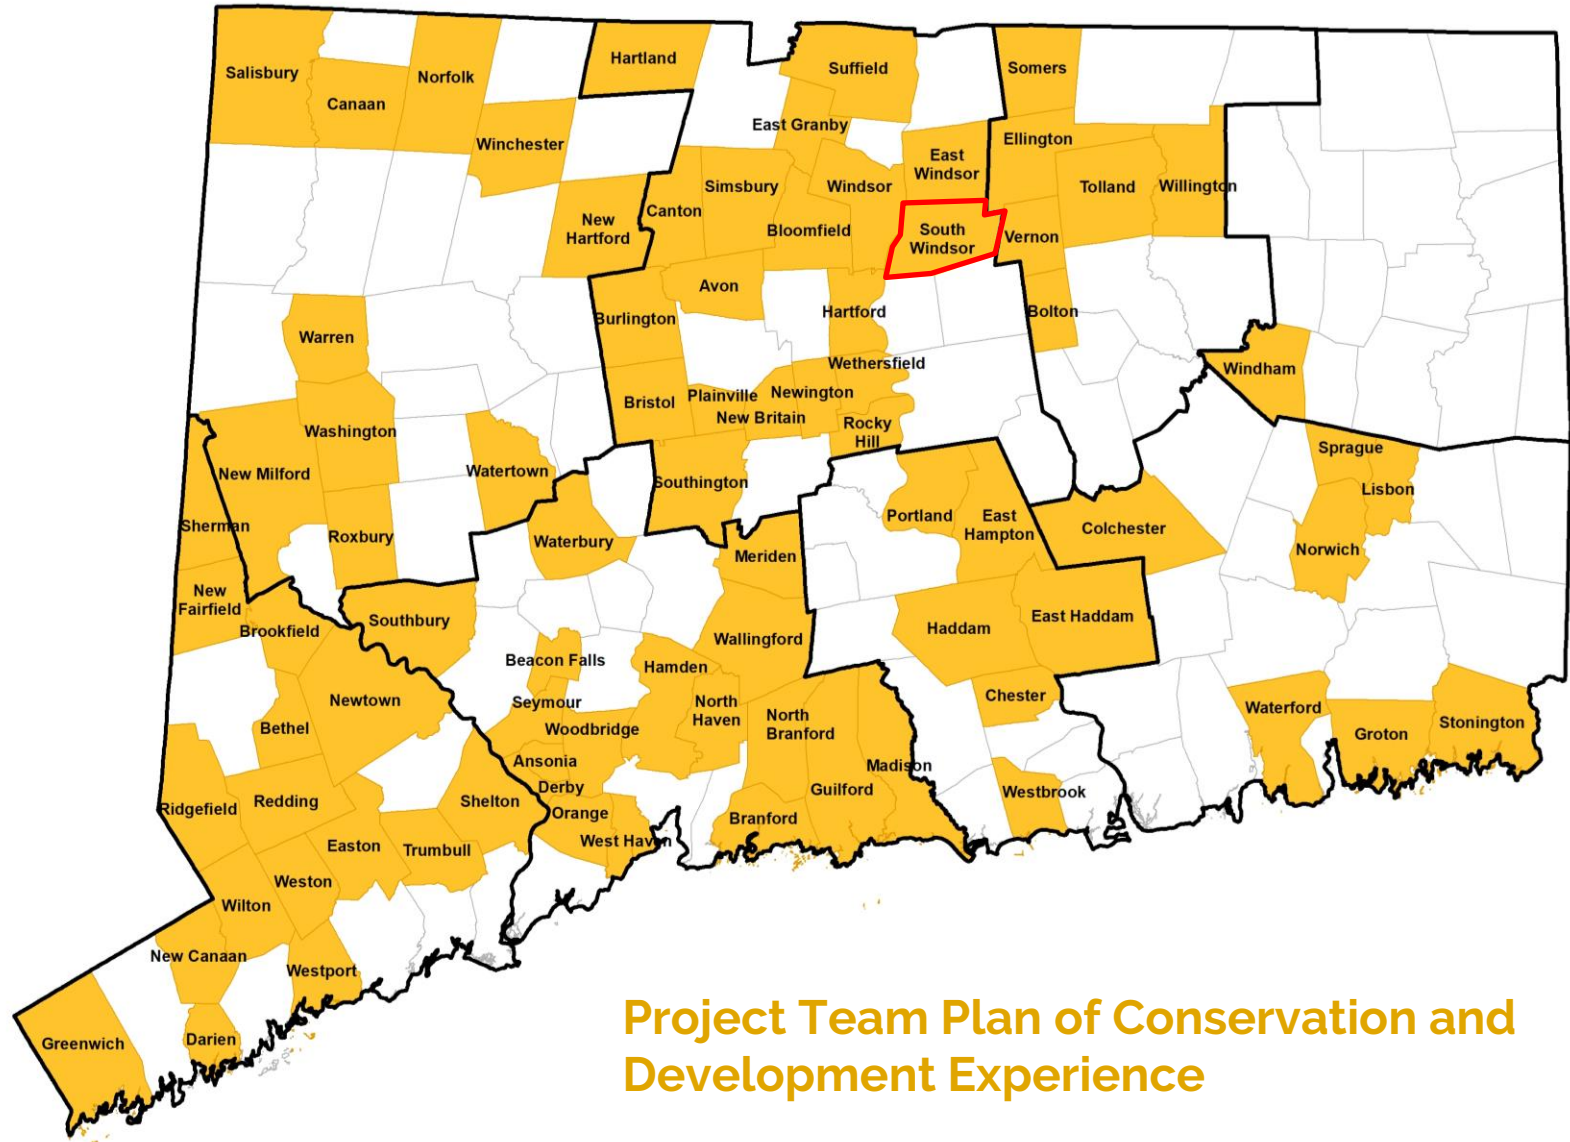 Salisbury
Canaan
Norfolk
Winchester
Hartland
New
Hartford
Suffield
East Granby
East
Windsor
Windsor
Simsbury
Canton
Bloomfield
South
Windsor
Somers
Ellington
Tolland
Willington
Vernon
Bolton
Avon
Hartford
Burlington
Wethersfield
Bristol
Plainville
Newington
New Britain
Rocky
Hill
Southington
Warren
Washington
New Milford
Watertown
Sherman
Roxbury
Waterbury
Meriden
Portland
East
Hampton
Colchester
Windham
Sprague
Lisbon
Norwich
New
Fairfield
Brookfield
Southbury
Wallingford
Haddam
East Haddam
Beacon Falls
Hamden
Seymour
North
Haven
Woodbridge
North
Branford
Chester
Newtown
Bethel
Ansonia
Derby
Madison
Guilford
Westbrook
Waterford
Groton
Stonington
Ridgefield
Redding
Shelton
Orange
West Haven
Branford
Easton
Trumbull
Weston
Wilton
New Canaan
Westport
Greenwich
Darien
Project Team Plan of Conservation and
Development Experience